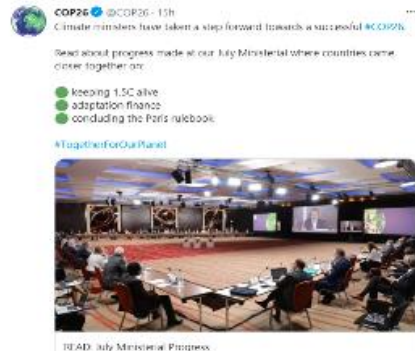 COP26 @COP26 · 15h
Climate ministers have taken a step forward towards a successful #COP26.
Read about progress made at our July Ministerial where countries came
closer together on:
keeping 1.5C alive
adaptation finance
concluding the Paris rulebook
#TogetherForOurPlanet
READ: July Ministerial Progress